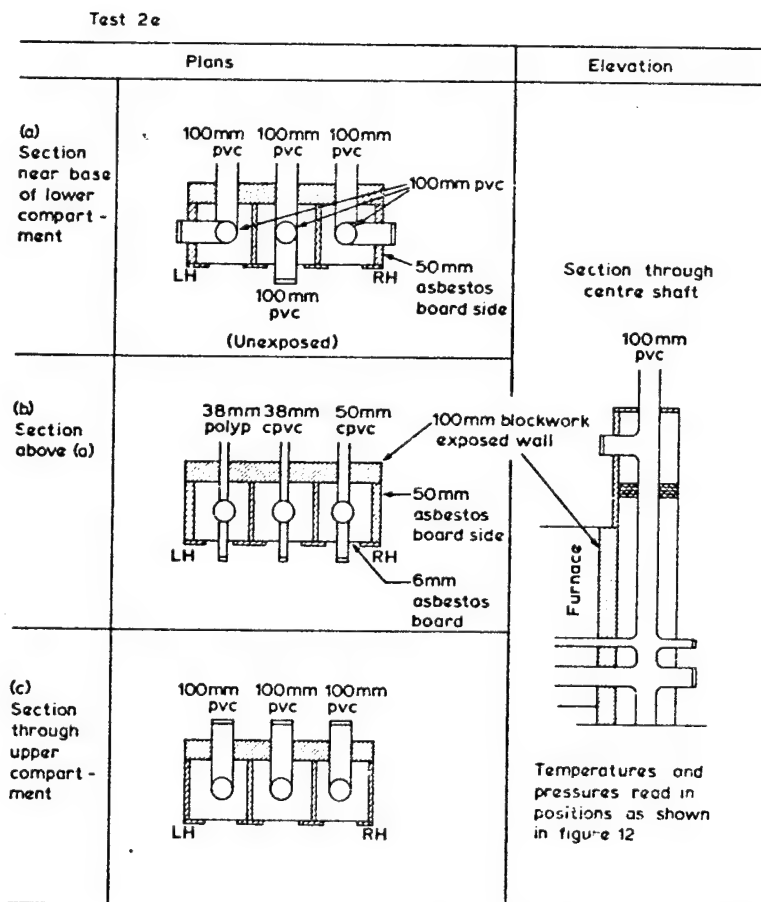 Test 2e
Plans
Elevation
(a)
Section
near base
of lower
compart-
ment
100mm 100mm 100mm
pvc pvc pvc
100mm pvc
LH
RH
50mm
asbestos
board side
100mm
pvc
(Unexposed)
Section through
centre shaft
100mm
pvc
(b)
Section
above (a)
38mm 38mm 50mm
polyp cpvc cpvc
100mm blockwork
exposed wall
50mm
asbestos
board side
LH
RH
6mm
asbestos
board
Furnace
(c)
Section
through
upper
compart-
ment
100mm 100mm 100mm
pvc pvc pvc
LH
RH
Temperatures and
pressures read in
positions as shown
in figure 12